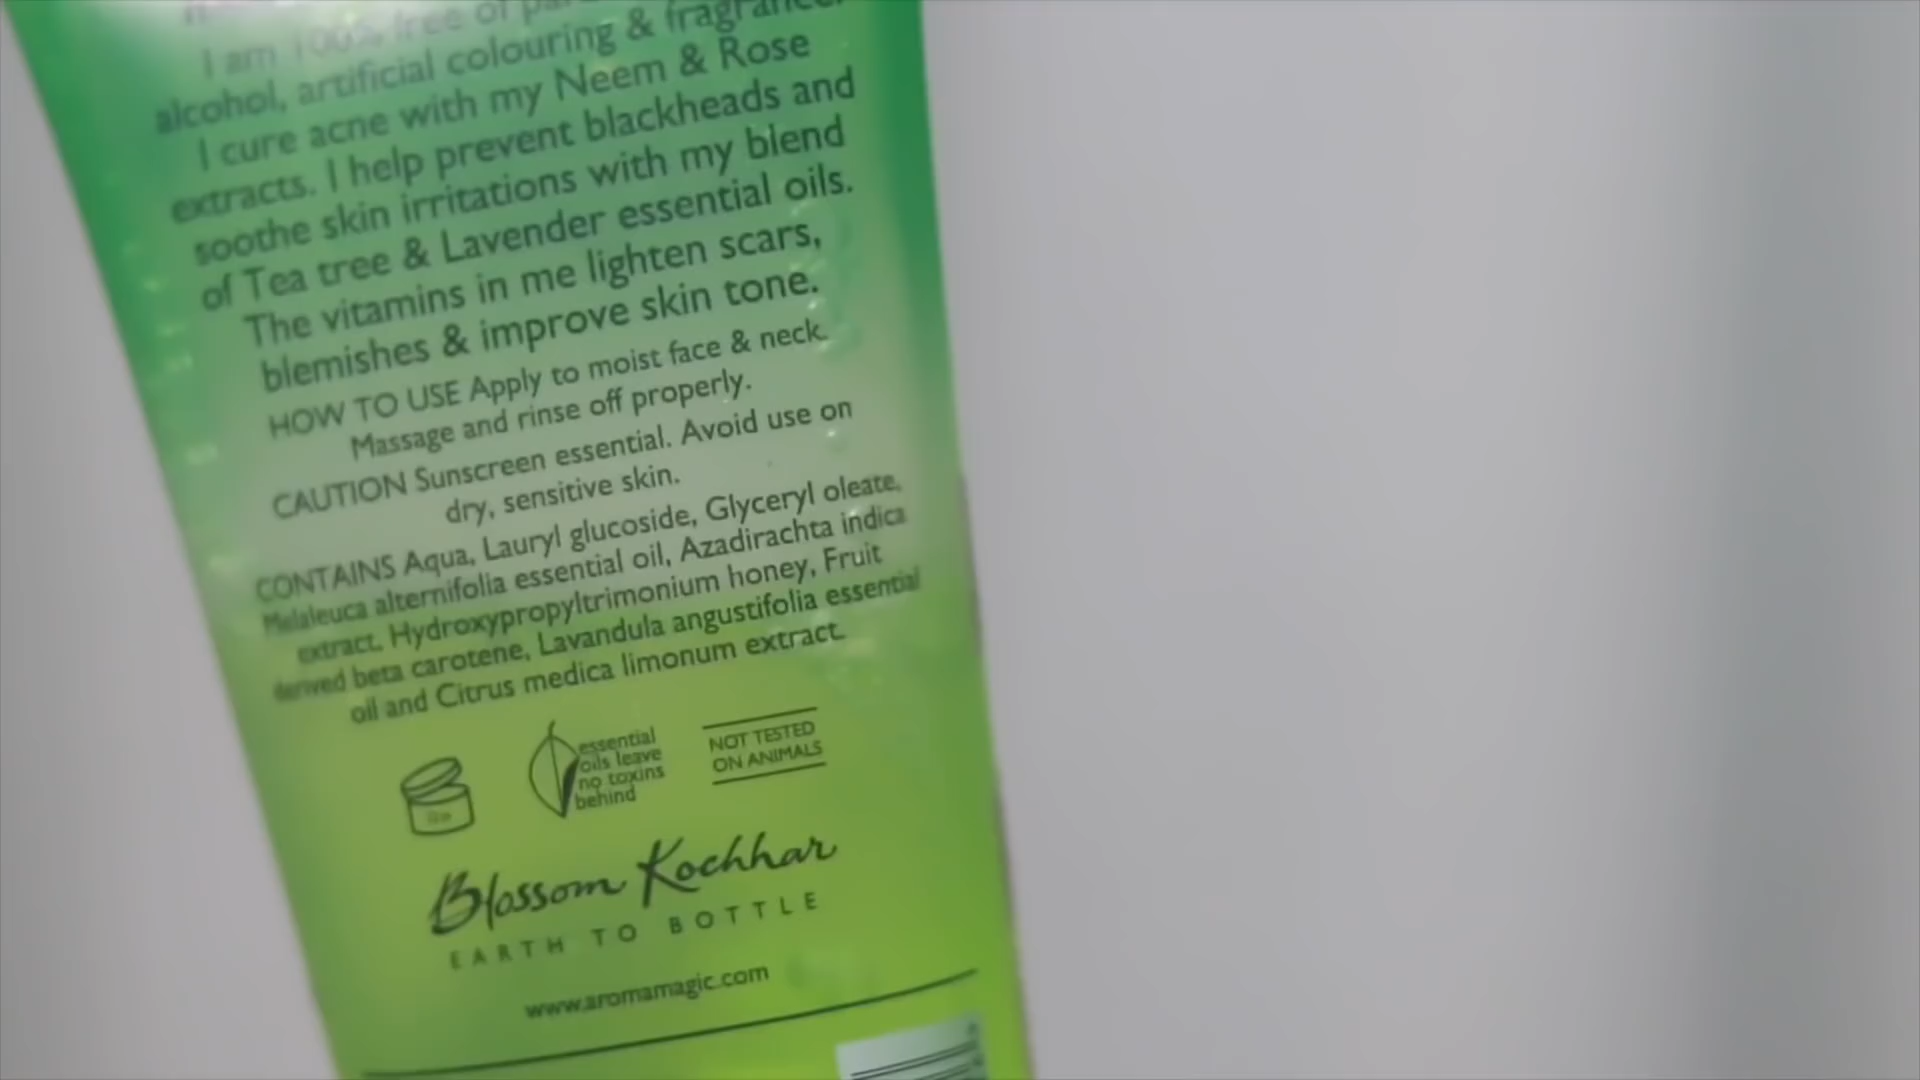 I am 100% free of
alcohol, artificial colouring & fragrance.
I cure acne with my Neem & Rose
extracts. I help prevent blackheads and
soothe skin irritations with my blend
of Tea tree & Lavender essential oils.
The vitamins in me lighten scars,
blemishes & improve skin tone.
HOW TO USE Apply to moist face & neck.
Massage and rinse off properly.
CAUTION Sunscreen essential. Avoid use on
dry, sensitive skin.
CONTAINS Aqua, Lauryl glucoside, Glyceryl oleate,
Melaleuca alternifolia essential oil, Azadirachta indica
extract, Hydroxypropyltrimonium honey, Fruit
derived beta carotene, Lavandula angustifolia essential
oil and Citrus medica limonum extract.
essential
oils leave
no toxins
behind
NOT TESTED
ON ANIMALS
Blossom Kochhar
EARTH TO BOTTLE
www.aromamagic.com